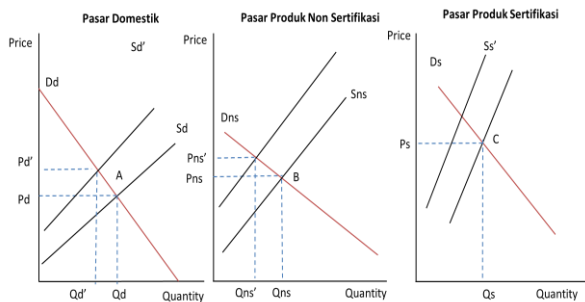 Pasar Domestik
Price
Sd’
Dd
Sd
Pd’
A
Pd
Qd’ Qd Quantity
Pasar Produk Non Sertifikasi
Price
Sns
Dns
Pns’
Pns
B
Qns’ Qns Quantity
Pasar Produk Sertifikasi
Price
Ss’
Ds
Ps
C
Qs Quantity